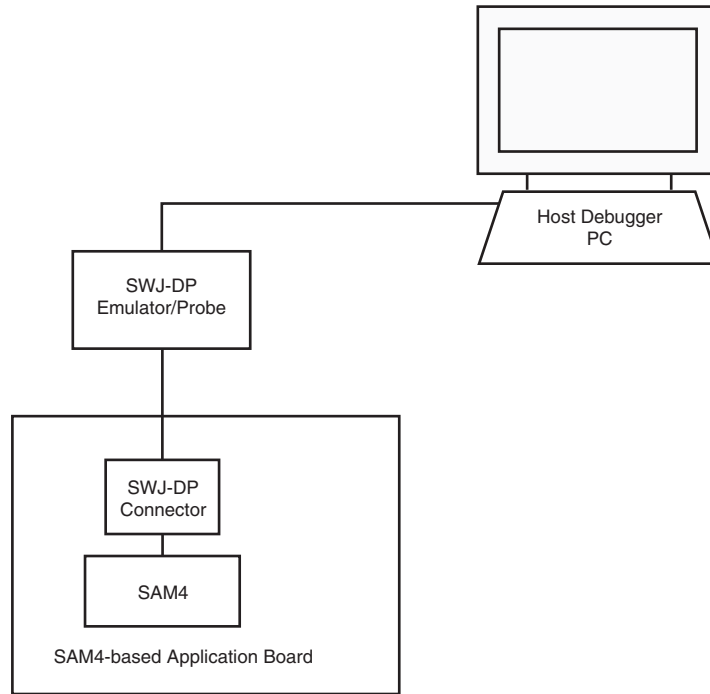 Host Debugger
PC
SWJ-DP
Emulator/Probe
SWJ-DP
Connector
SAM4
SAM4-based Application Board